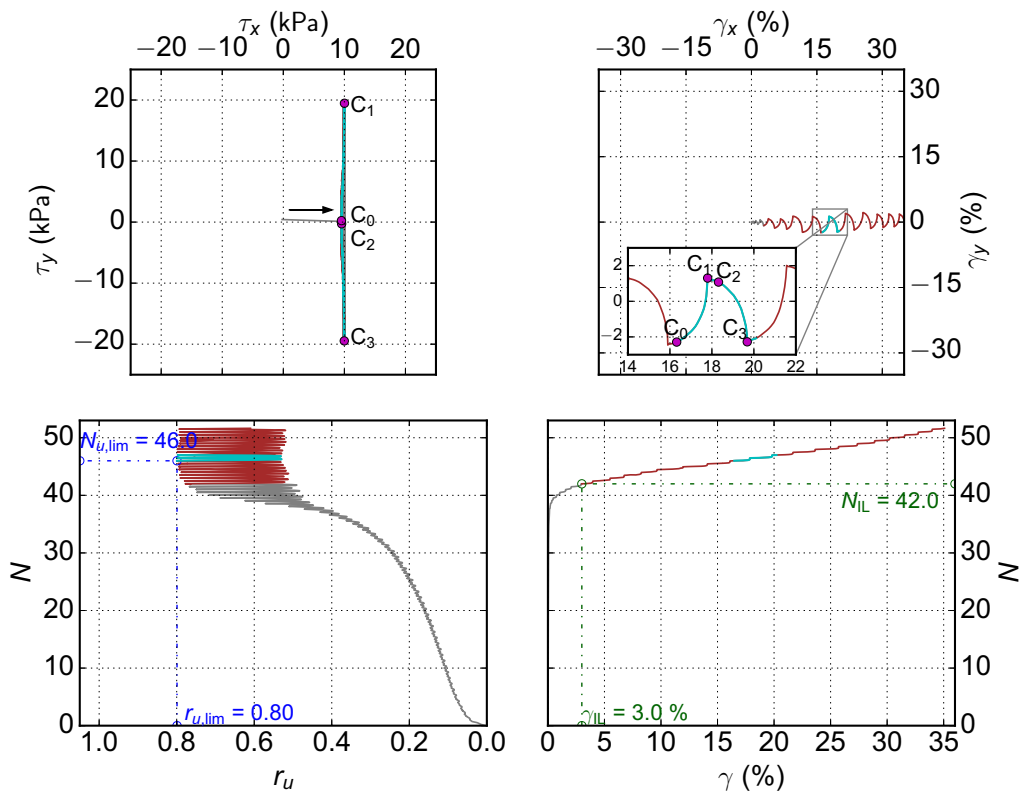 τx (kPa)
−20 −10 0 10 20
τy (kPa)
20
10
0
−10
−20
C1
C0
C2
C3
γx (%)
−30 −15 0 15 30
30
15
0
−15
−30
γy (%)
2
0
−2
14 16 18 20 22
C0
C1
C2
C3
N
50
40
30
20
10
0
Nu,lim = 46.0
ru,lim = 0.80
1.0 0.8 0.6 0.4 0.2 0.0
ru
N
50
40
30
20
10
0
NIL = 42.0
γIL = 3.0 %
0 5 10 15 20 25 30 35
γ (%)